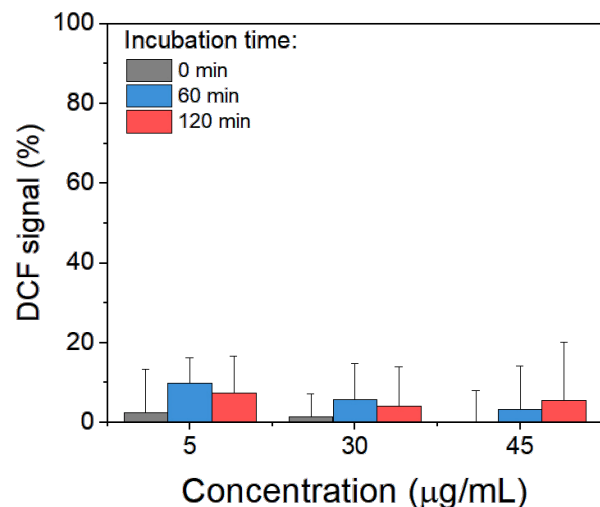 Incubation time:
0 min
60 min
120 min
DCF signal (%)
100
80
60
40
20
0
5 30 45
Concentration (μg/mL)